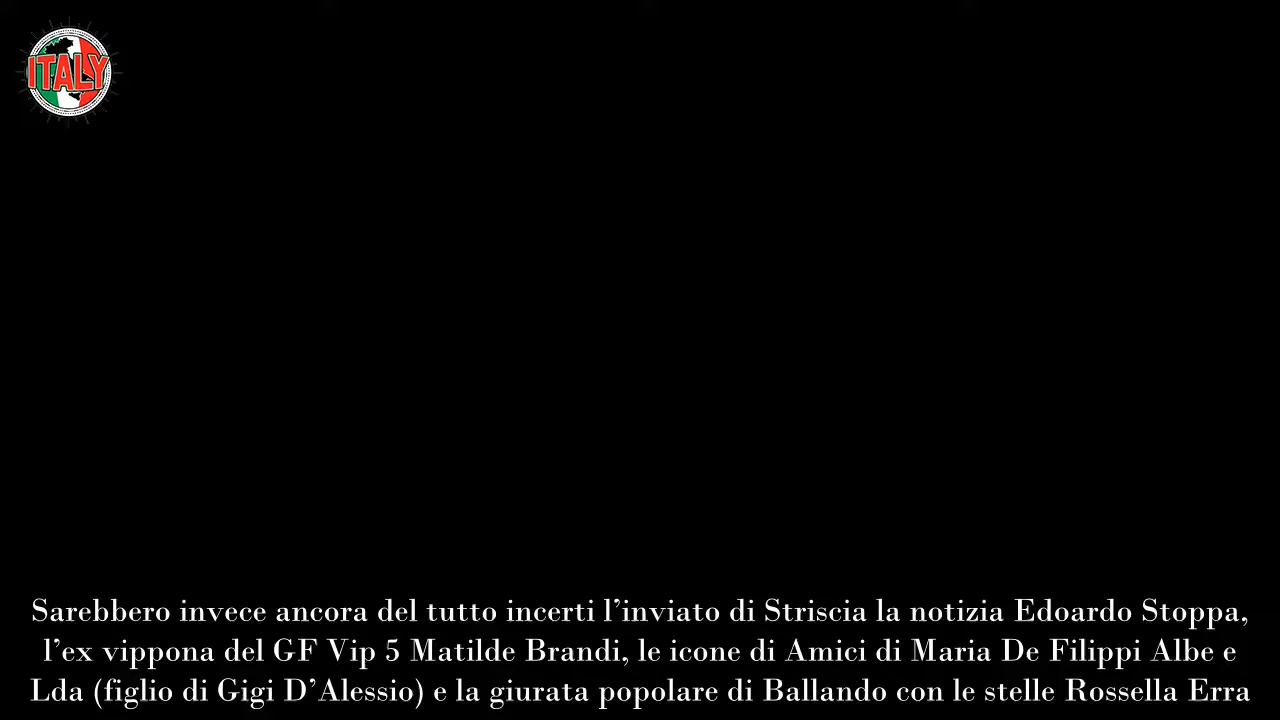 ITALY
Sarebbero invece ancora del tutto incerti l’inviato di Striscia la notizia Edoardo Stoppa,
l’ex vippona del GF Vip 5 Matilde Brandi, le icone di Amici di Maria De Filippi Albe e
Lda (figlio di Gigi D’Alessio) e la giurata popolare di Ballando con le stelle Rossella Erra